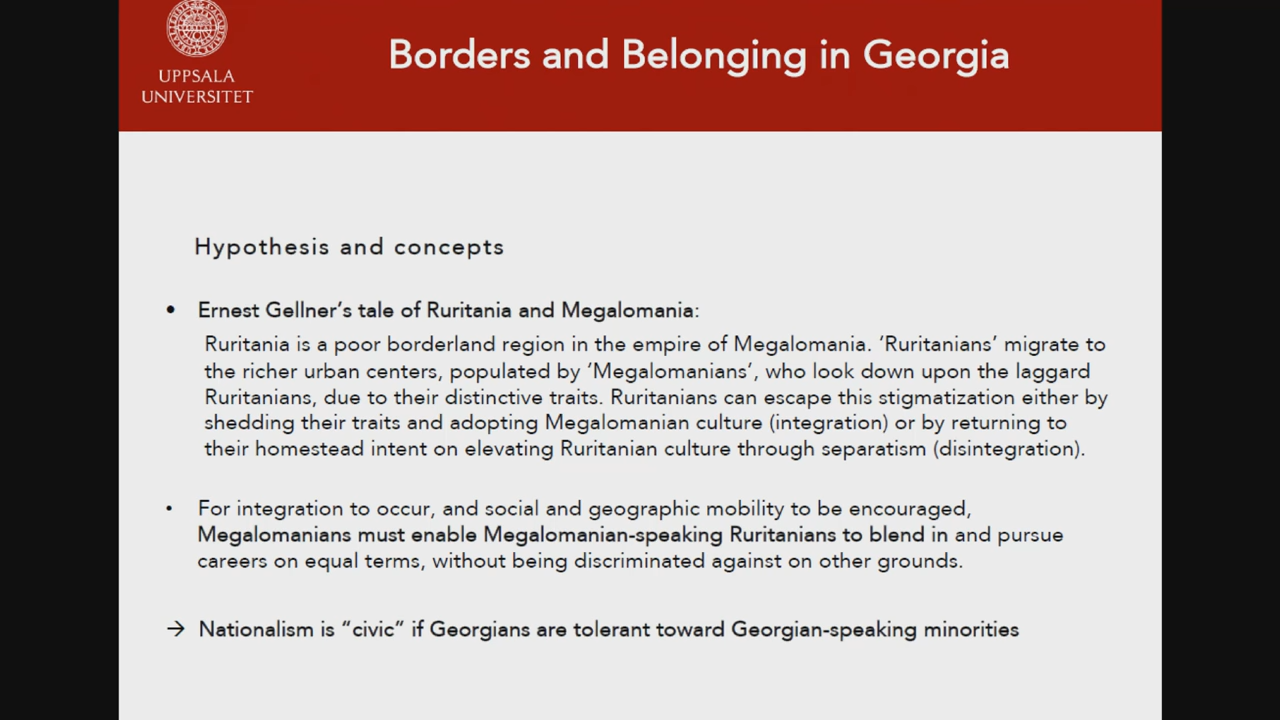 UPPSALA
UNIVERSITET
Borders and Belonging in Georgia
Hypothesis and concepts
• Ernest Gellner’s tale of Ruritania and Megalomania:
Ruritania is a poor borderland region in the empire of Megalomania. ‘Ruritanians’ migrate to
the richer urban centers, populated by ‘Megalomanians’, who look down upon the laggard
Ruritanians, due to their distinctive traits. Ruritanians can escape this stigmatization either by
shedding their traits and adopting Megalomanian culture (integration) or by returning to
their homestead intent on elevating Ruritanian culture through separatism (disintegration).
• For integration to occur, and social and geographic mobility to be encouraged,
Megalomanians must enable Megalomanian-speaking Ruritanians to blend in and pursue
careers on equal terms, without being discriminated against on other grounds.
→ Nationalism is “civic” if Georgians are tolerant toward Georgian-speaking minorities